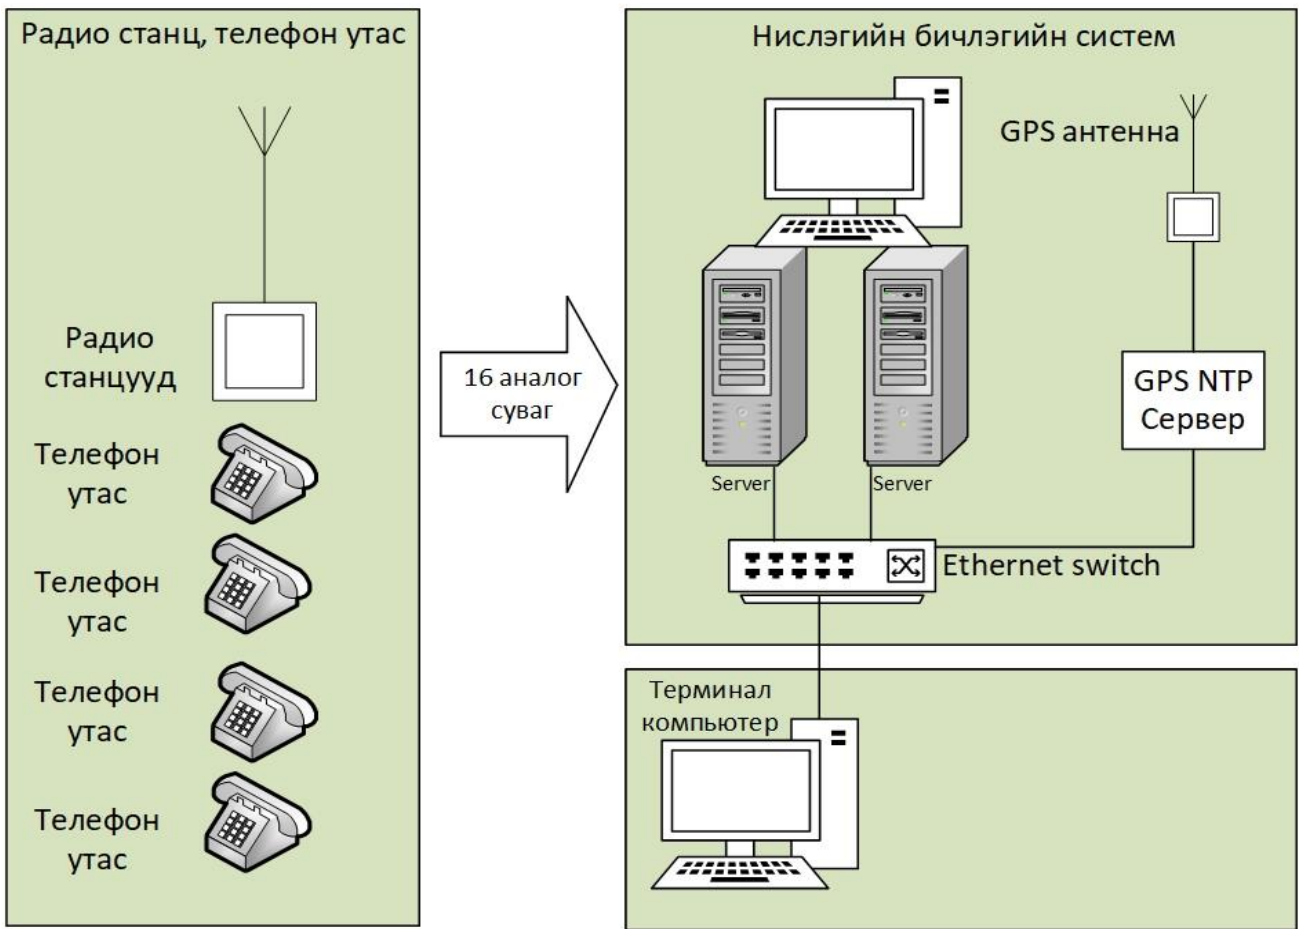 Радио станц, телефон утас
Радио
станцууд
Телефон
утас
Телефон
утас
Телефон
утас
Телефон
утас
16 аналог
суваг
Нислэгийн бичлэгийн систем
GPS антенна
GPS NTP
Сервер
Server
Server
Ethernet switch
Терминал
компьютер